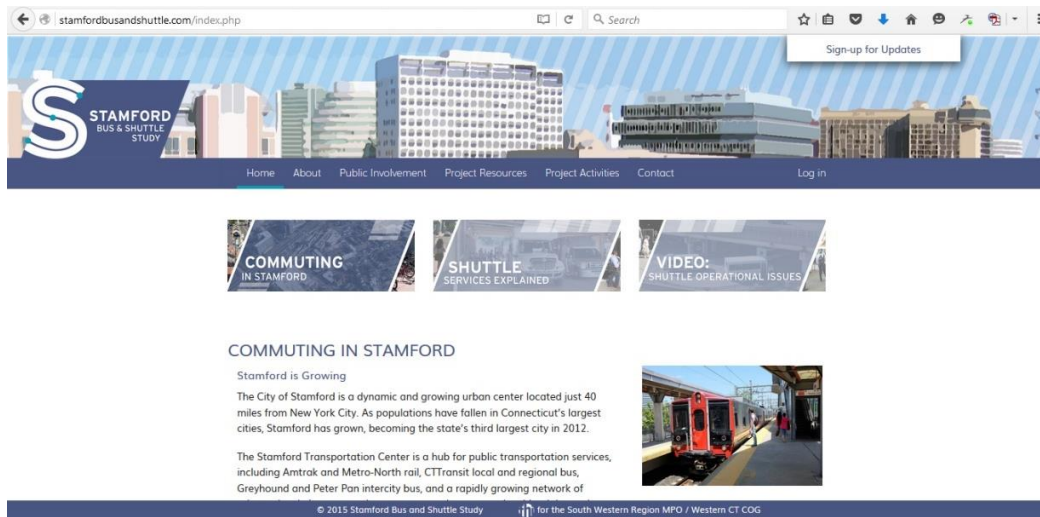 stamfordbusandshuttle.com/index.php
Search
Sign-up for Updates
STAMFORD
BUS & SHUTTLE
STUDY
Home About Public Involvement Project Resources Project Activities Contact Log in
COMMUTING
IN STAMFORD
SHUTTLE
SERVICES EXPLAINED
VIDEO:
SHUTTLE OPERATIONAL ISSUES
COMMUTING IN STAMFORD
Stamford is Growing
The City of Stamford is a dynamic and growing urban center located just 40
miles from New York City. As populations have fallen in Connecticut's largest
cities, Stamford has grown, becoming the state's third largest city in 2012.
The Stamford Transportation Center is a hub for public transportation services,
including Amtrak and Metro-North rail, CTTransit local and regional bus,
Greyhound and Peter Pan intercity bus, and a rapidly growing network of
© 2015 Stamford Bus and Shuttle Study for the South Western Region MPO / Western CT COG